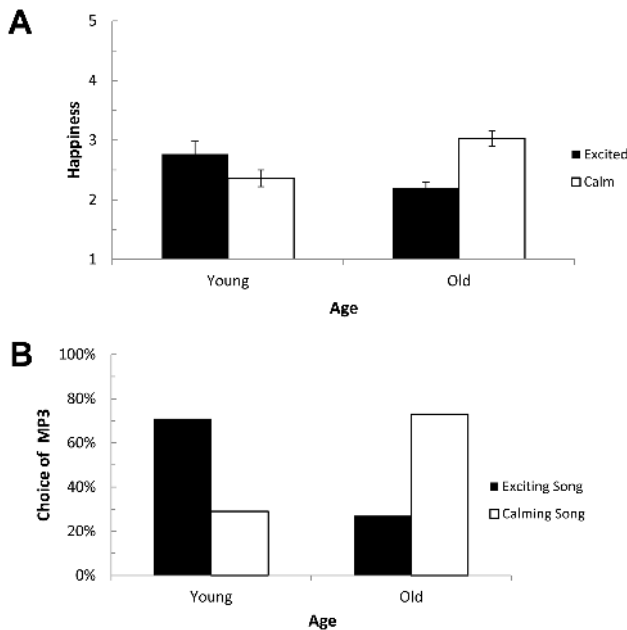 A
5
4
3
2
1
Happiness
Excited
Calm
Young
Old
Age
B
100%
80%
60%
40%
20%
0%
Choice of MP3
Exciting Song
Calming Song
Young
Old
Age